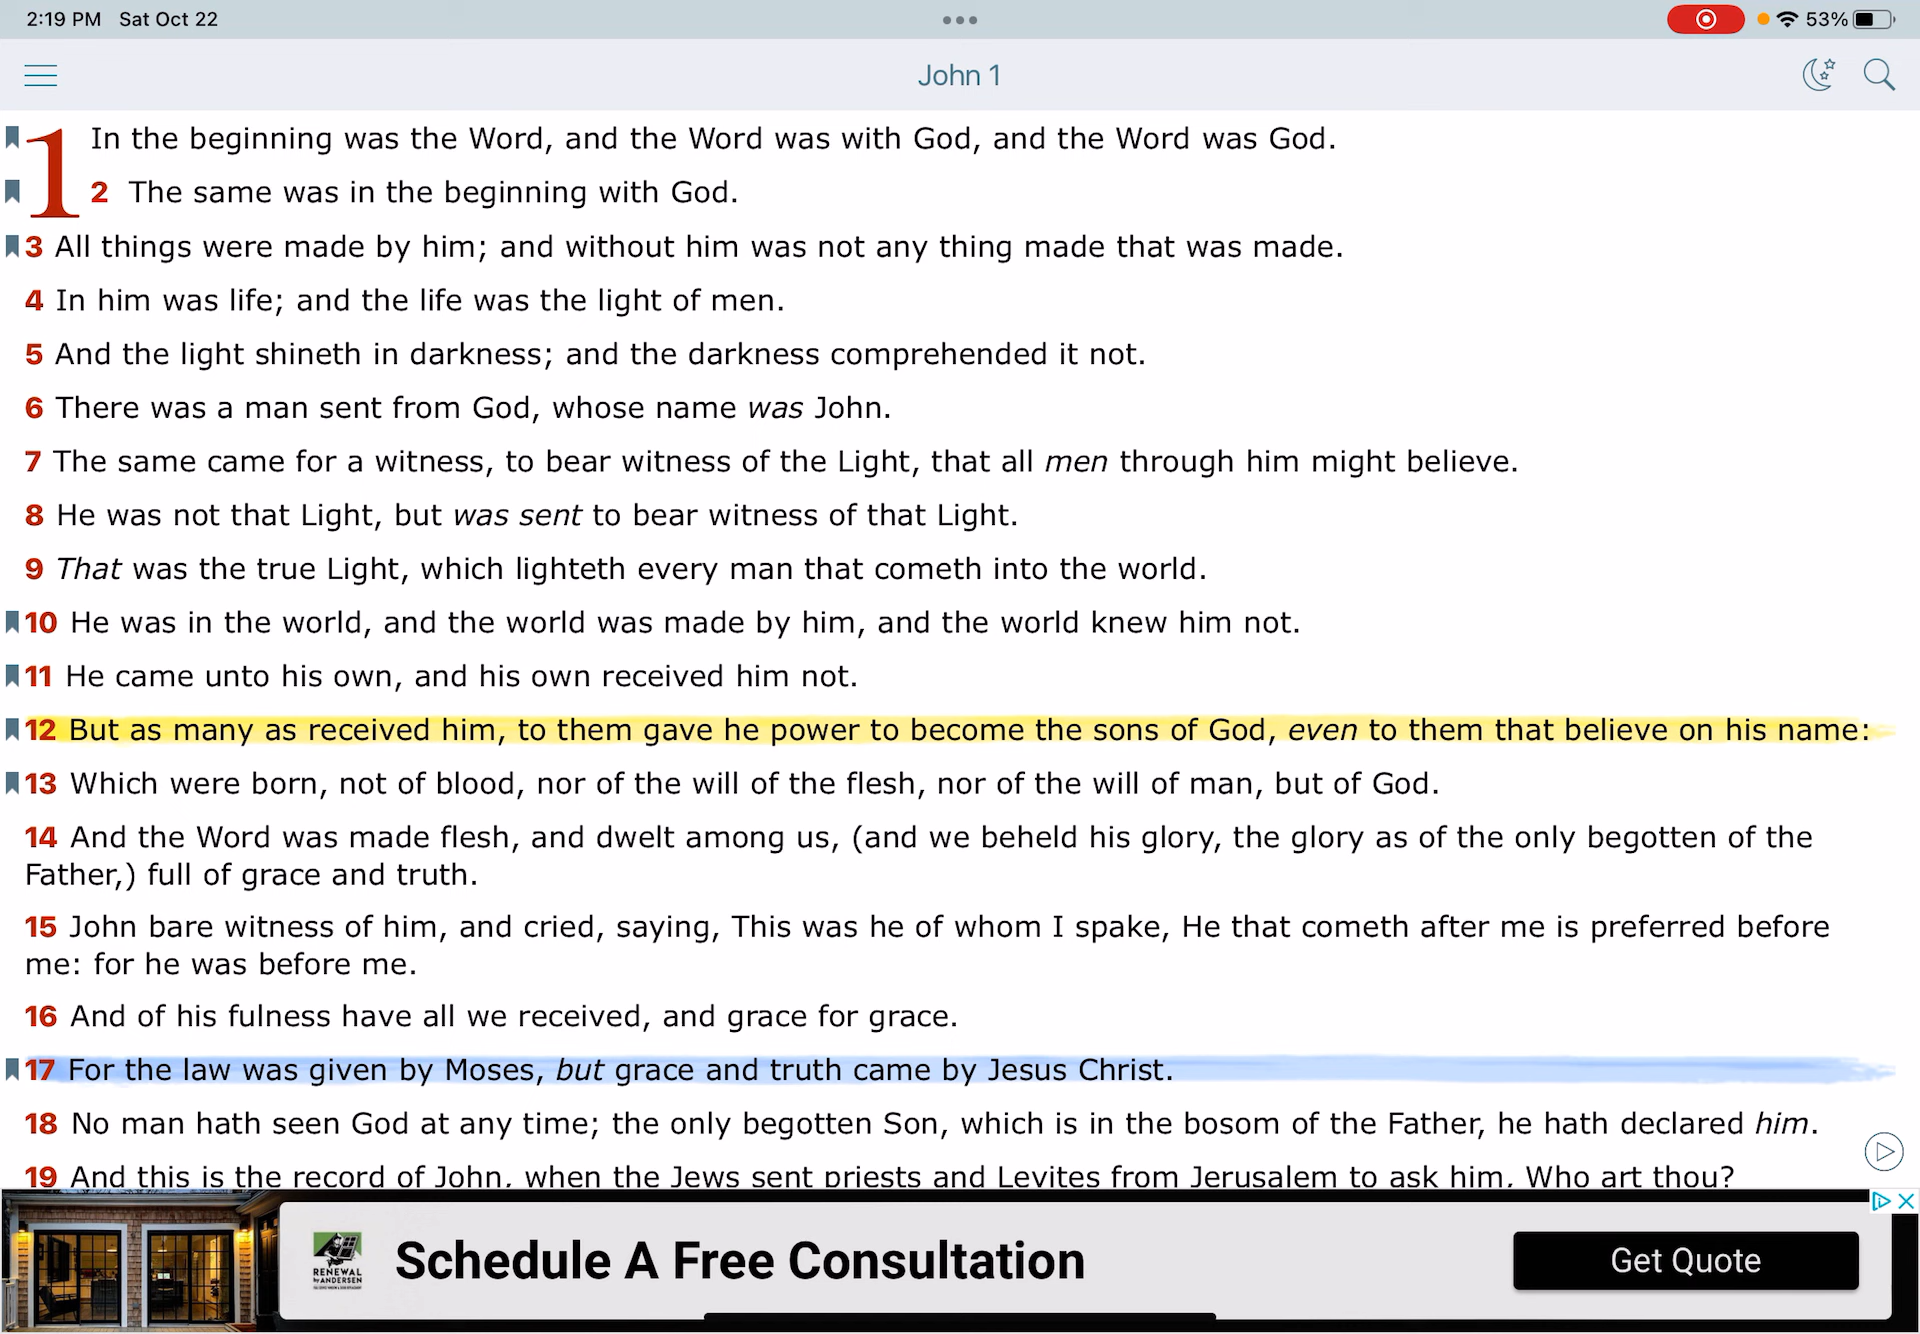 2:19 PM Sat Oct 22
53%
John 1
1 In the beginning was the Word, and the Word was with God, and the Word was God.
2 The same was in the beginning with God.
3 All things were made by him; and without him was not any thing made that was made.
4 In him was life; and the life was the light of men.
5 And the light shineth in darkness; and the darkness comprehended it not.
6 There was a man sent from God, whose name was John.
7 The same came for a witness, to bear witness of the Light, that all men through him might believe.
8 He was not that Light, but was sent to bear witness of that Light.
9 That was the true Light, which lighteth every man that cometh into the world.
10 He was in the world, and the world was made by him, and the world knew him not.
11 He came unto his own, and his own received him not.
12 But as many as received him, to them gave he power to become the sons of God, even to them that believe on his name:
13 Which were born, not of blood, nor of the will of the flesh, nor of the will of man, but of God.
14 And the Word was made flesh, and dwelt among us, (and we beheld his glory, the glory as of the only begotten of the
Father,) full of grace and truth.
15 John bare witness of him, and cried, saying, This was he of whom I spake, He that cometh after me is preferred before
me: for he was before me.
16 And of his fulness have all we received, and grace for grace.
17 For the law was given by Moses, but grace and truth came by Jesus Christ.
18 No man hath seen God at any time; the only begotten Son, which is in the bosom of the Father, he hath declared him.
19 And this is the record of John, when the Jews sent priests and Levites from Jerusalem to ask him, Who art thou?
RENEWAL
by ANDERSEN
Schedule A Free Consultation
Get Quote